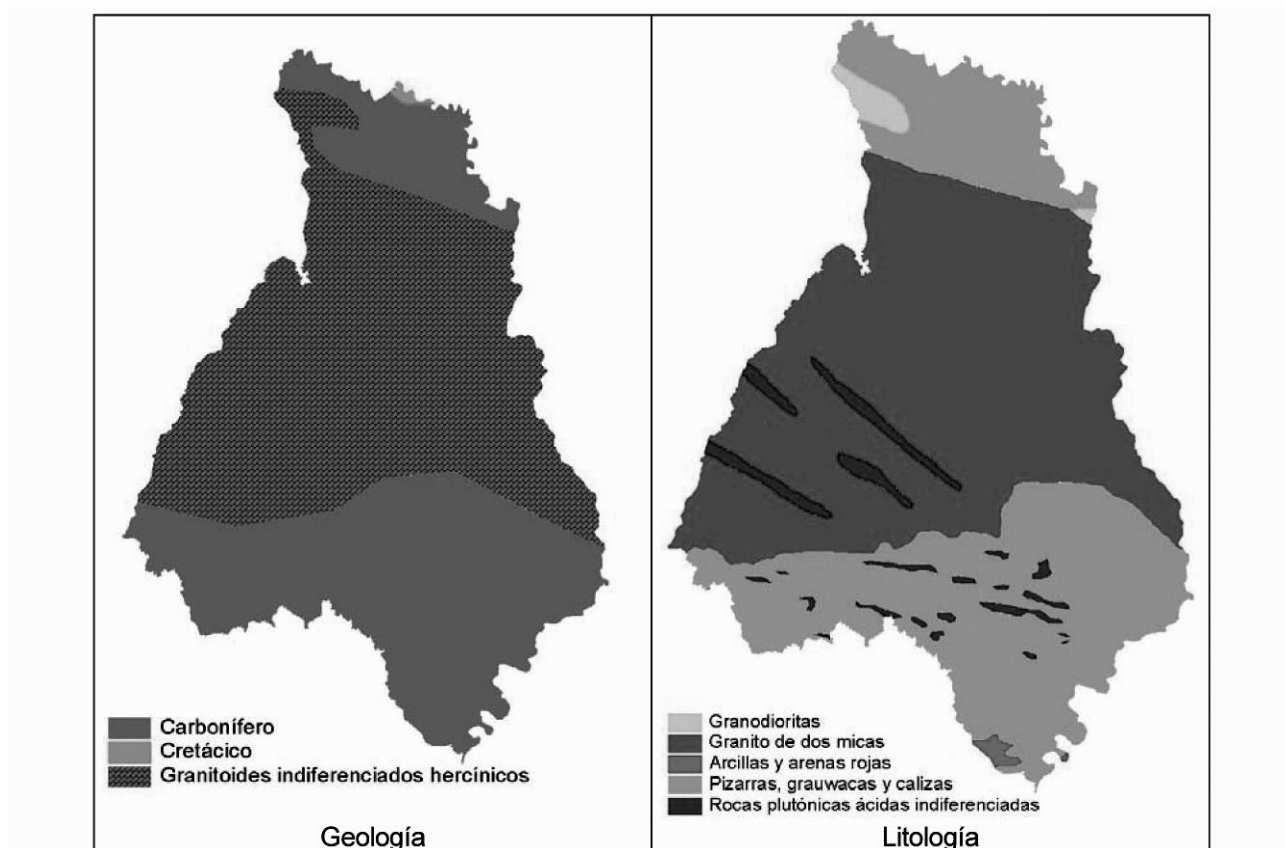 Carbonífero
Cretácico
Granitoides indiferenciados hercínicos
Geología
Granodioritas
Granito de dos micas
Arcillas y arenas rojas
Pizarras, grauwacas y calizas
Rocas plutónicas ácidas indiferenciadas
Litología